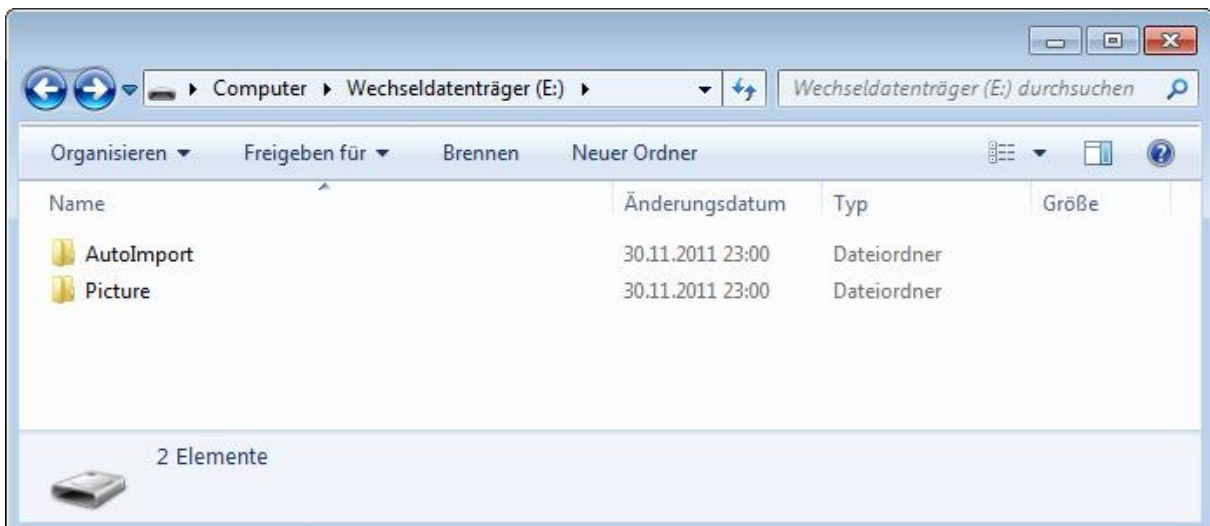 Computer Wechseldatenträger (E:) Wechseldatenträger (E:) durchsuchen
Organisieren Freigeben für Brennen Neuer Ordner
Name Änderungsdatum Typ Größe
AutoImport 30.11.2011 23:00 Dateiordner
Picture 30.11.2011 23:00 Dateiordner
2 Elemente